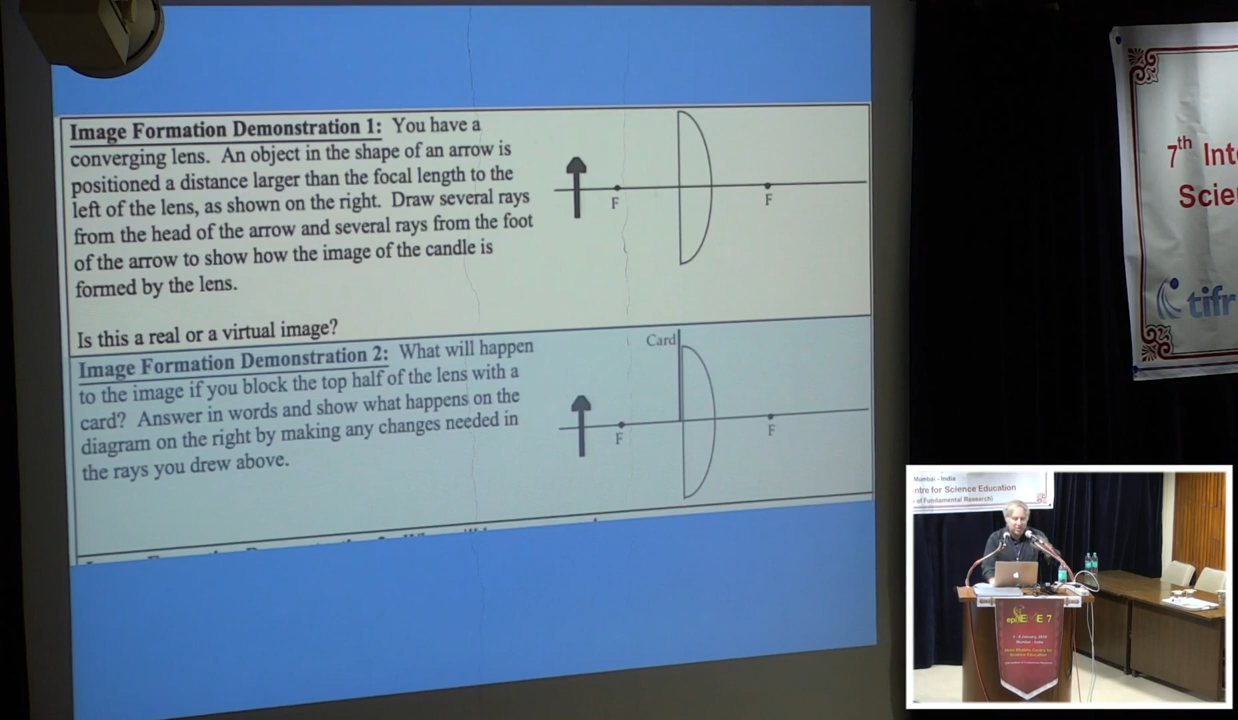 Image Formation Demonstration 1: You have a
converging lens. An object in the shape of an arrow is
positioned a distance larger than the focal length to the
left of the lens, as shown on the right. Draw several rays
from the head of the arrow and several rays from the foot
of the arrow to show how the image of the candle is
formed by the lens.
Is this a real or a virtual image?
F
F
Image Formation Demonstration 2: What will happen
to the image if you block the top half of the lens with a
card? Answer in words and show what happens on the
diagram on the right by making any changes needed in
the rays you drew above.
Card
F
F
7th Int
Scie
tifr
Mumbai - India
ntre for Science Education
of Fundamental Research)
epiSTEME 7
Mumbai - India